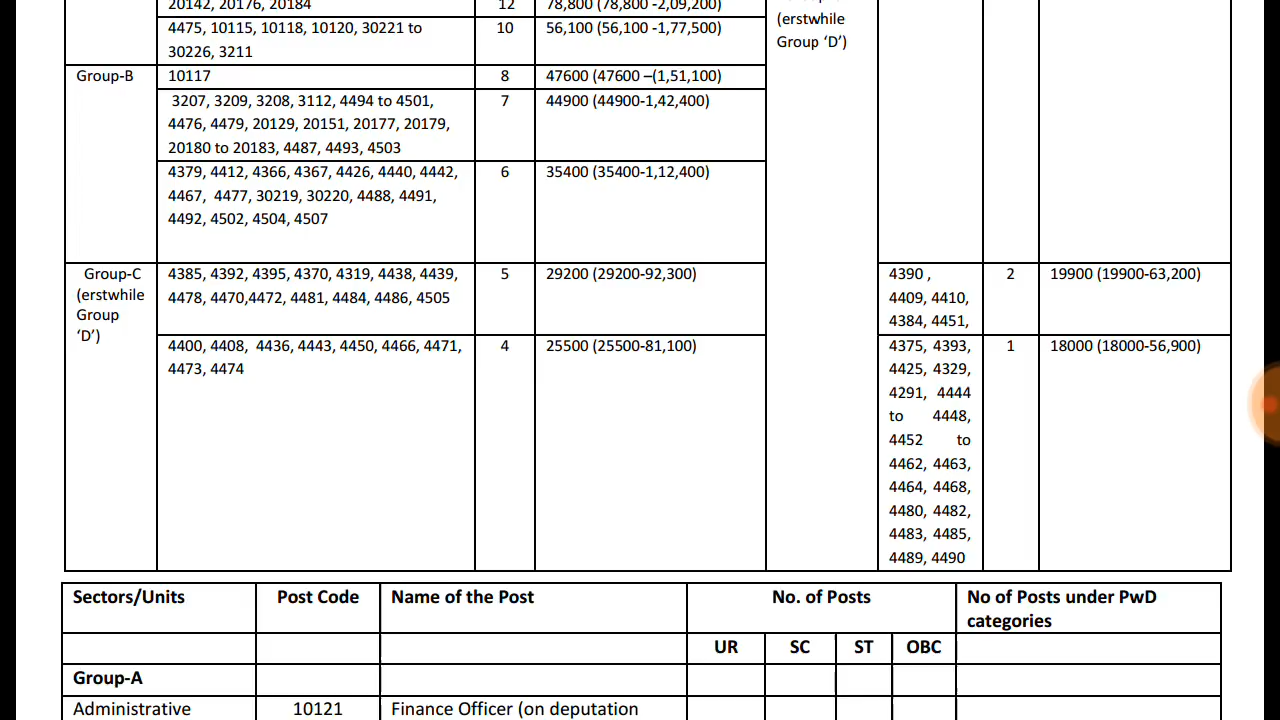 20142, 20176, 20184 12 78,800 (78,800 -2,09,200)
(erstwhile
Group ‘D’)
4475, 10115, 10118, 10120, 30221 to 10 56,100 (56,100 -1,77,500)
30226, 3211
Group-B 10117 8 47600 (47600 –(1,51,100)
3207, 3209, 3208, 3112, 4494 to 4501, 7 44900 (44900-1,42,400)
4476, 4479, 20129, 20151, 20177, 20179,
20180 to 20183, 4487, 4493, 4503
4379, 4412, 4366, 4367, 4426, 4440, 4442, 6 35400 (35400-1,12,400)
4467, 4477, 30219, 30220, 4488, 4491,
4492, 4502, 4504, 4507
Group-C
(erstwhile
Group
‘D’)
4385, 4392, 4395, 4370, 4319, 4438, 4439, 5 29200 (29200-92,300)
4478, 4470,4472, 4481, 4484, 4486, 4505
4390 , 2 19900 (19900-63,200)
4409, 4410,
4384, 4451,
4400, 4408, 4436, 4443, 4450, 4466, 4471, 4 25500 (25500-81,100)
4473, 4474
4375, 4393, 1 18000 (18000-56,900)
4425, 4329,
4291, 4444
to 4448,
4452 to
4462, 4463,
4464, 4468,
4480, 4482,
4483, 4485,
4489, 4490
Sectors/Units Post Code Name of the Post No. of Posts No of Posts under PwD
categories
UR SC ST OBC
Group-A
Administrative 10121 Finance Officer (on deputation